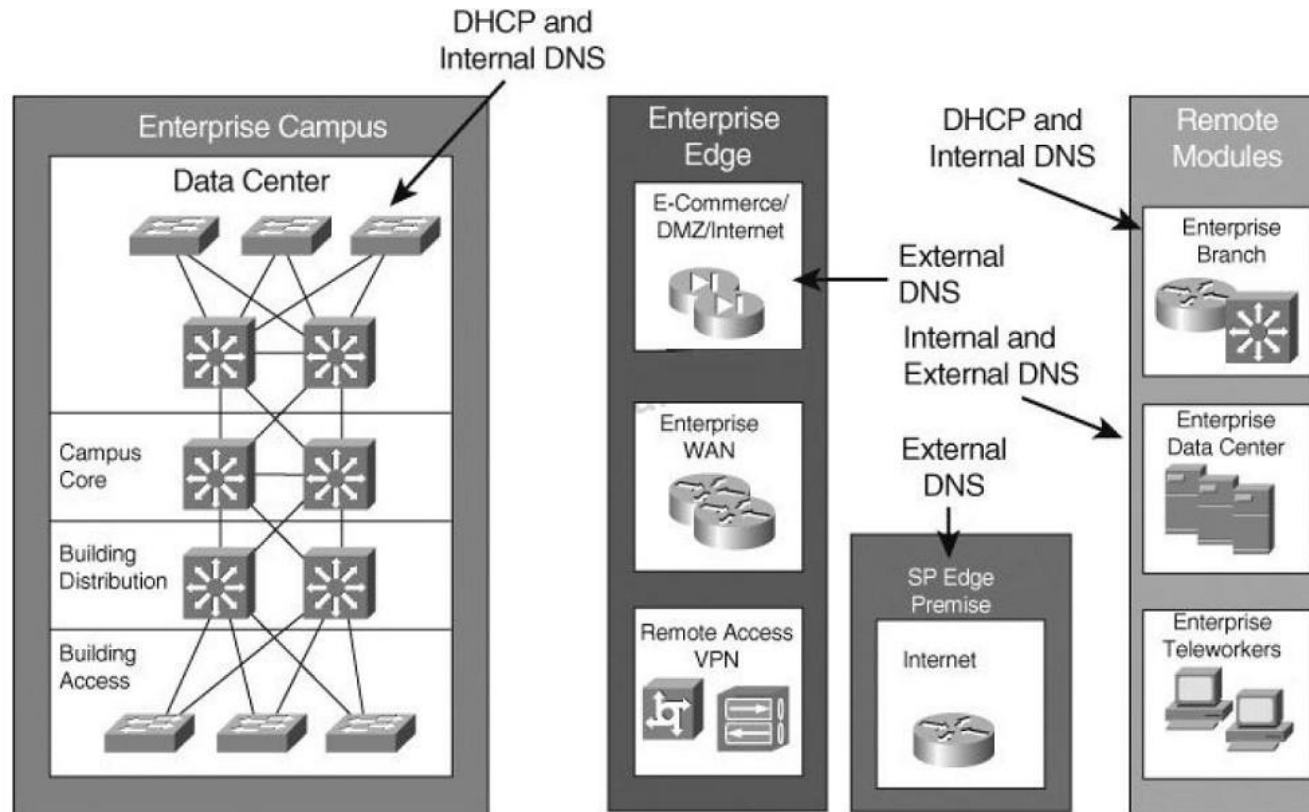 DHCP and
Internal DNS
Enterprise Campus
Data Center
Campus
Core
Building
Distribution
Building
Access
Enterprise
Edge
E-Commerce/
DMZ/Internet
Enterprise
WAN
Remote Access
VPN
External
DNS
Internal and
External DNS
External
DNS
SP Edge
Premise
Internet
DHCP and
Internal DNS
Remote
Modules
Enterprise
Branch
Enterprise
Data Center
Enterprise
Teleworkers